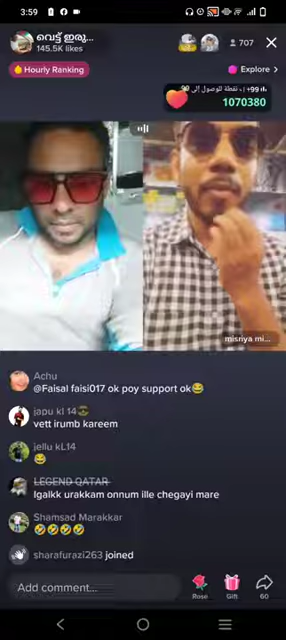 3:59
വെട്ട് ഇരു...
145.5K likes
707
Hourly Ranking
Explore >
1070380
misriya mi...
Achu
@Faisal faisi017 ok poy support ok😂
japu kl 14😎
vett irumb kareem
jellu kL14
😂
LEGEND QATAR
Igalkk urakkam onnum ille chegayi mare
Shamsad Marakkar
🤣🤣🤣🤣
sharafurazi263 joined
Add comment...
Rose
Gift
60